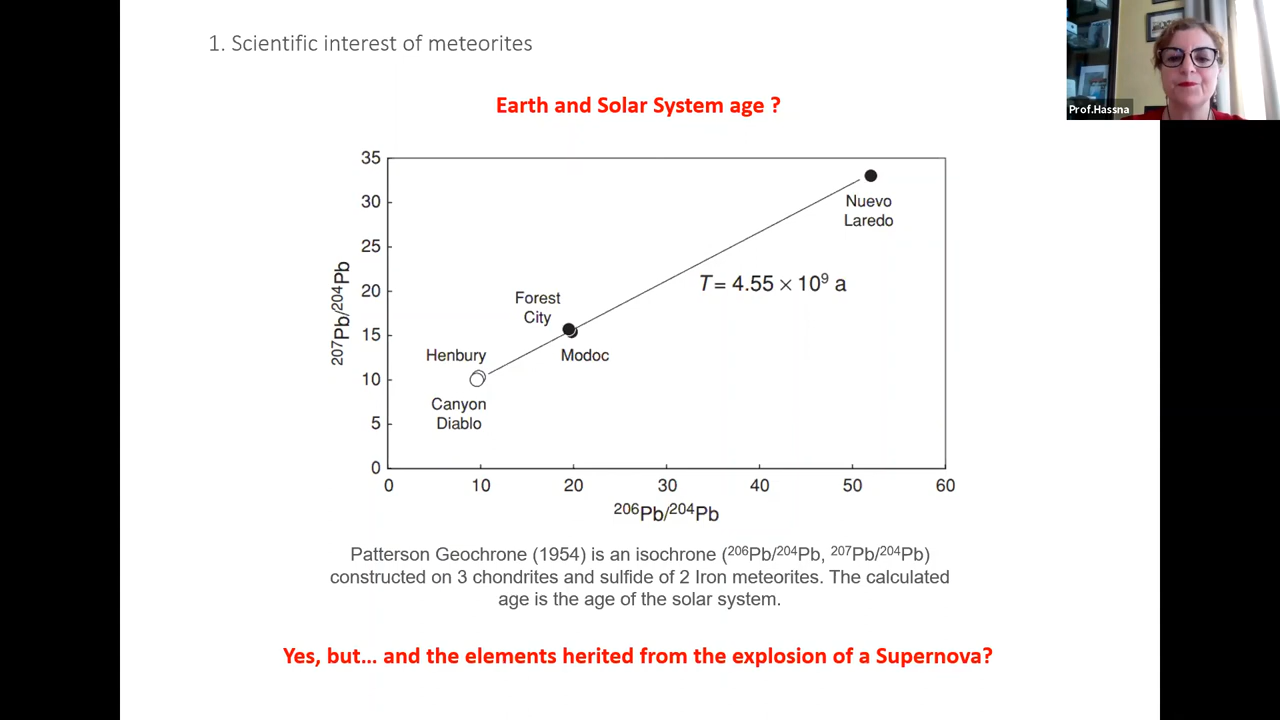 1. Scientific interest of meteorites
Prof.Hassna
Earth and Solar System age ?
35
30
25
20
15
10
5
0
207Pb/204Pb
Nuevo
Laredo
T = 4.55 × 10⁹ a
Forest
City
Modoc
Henbury
Canyon
Diablo
0 10 20 30 40 50 60
206Pb/204Pb
Patterson Geochrone (1954) is an isochrone (206Pb/204Pb, 207Pb/204Pb)
constructed on 3 chondrites and sulfide of 2 Iron meteorites. The calculated
age is the age of the solar system.
Yes, but... and the elements herited from the explosion of a Supernova?